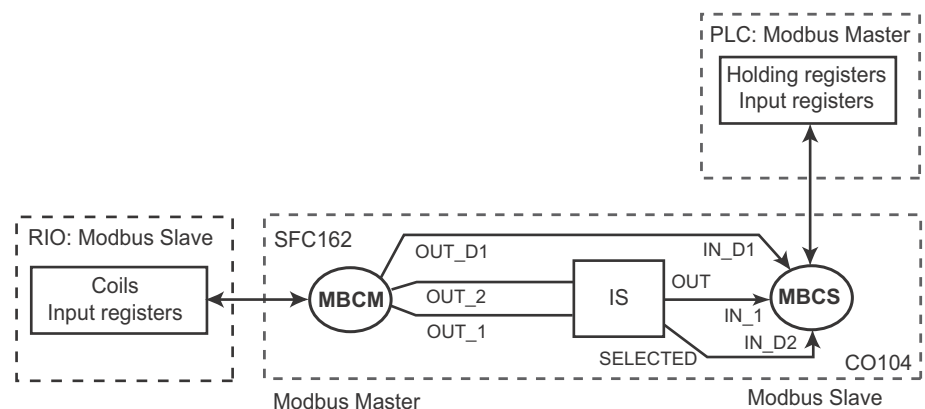 PLC: Modbus Master
Holding registers
Input registers
RIO: Modbus Slave
Coils
Input registers
SFC162
MBCM
OUT_D1
OUT_2
OUT_1
IS
OUT
SELECTED
IN_D1
IN_1
IN_D2
MBCS
CO104
Modbus Master
Modbus Slave